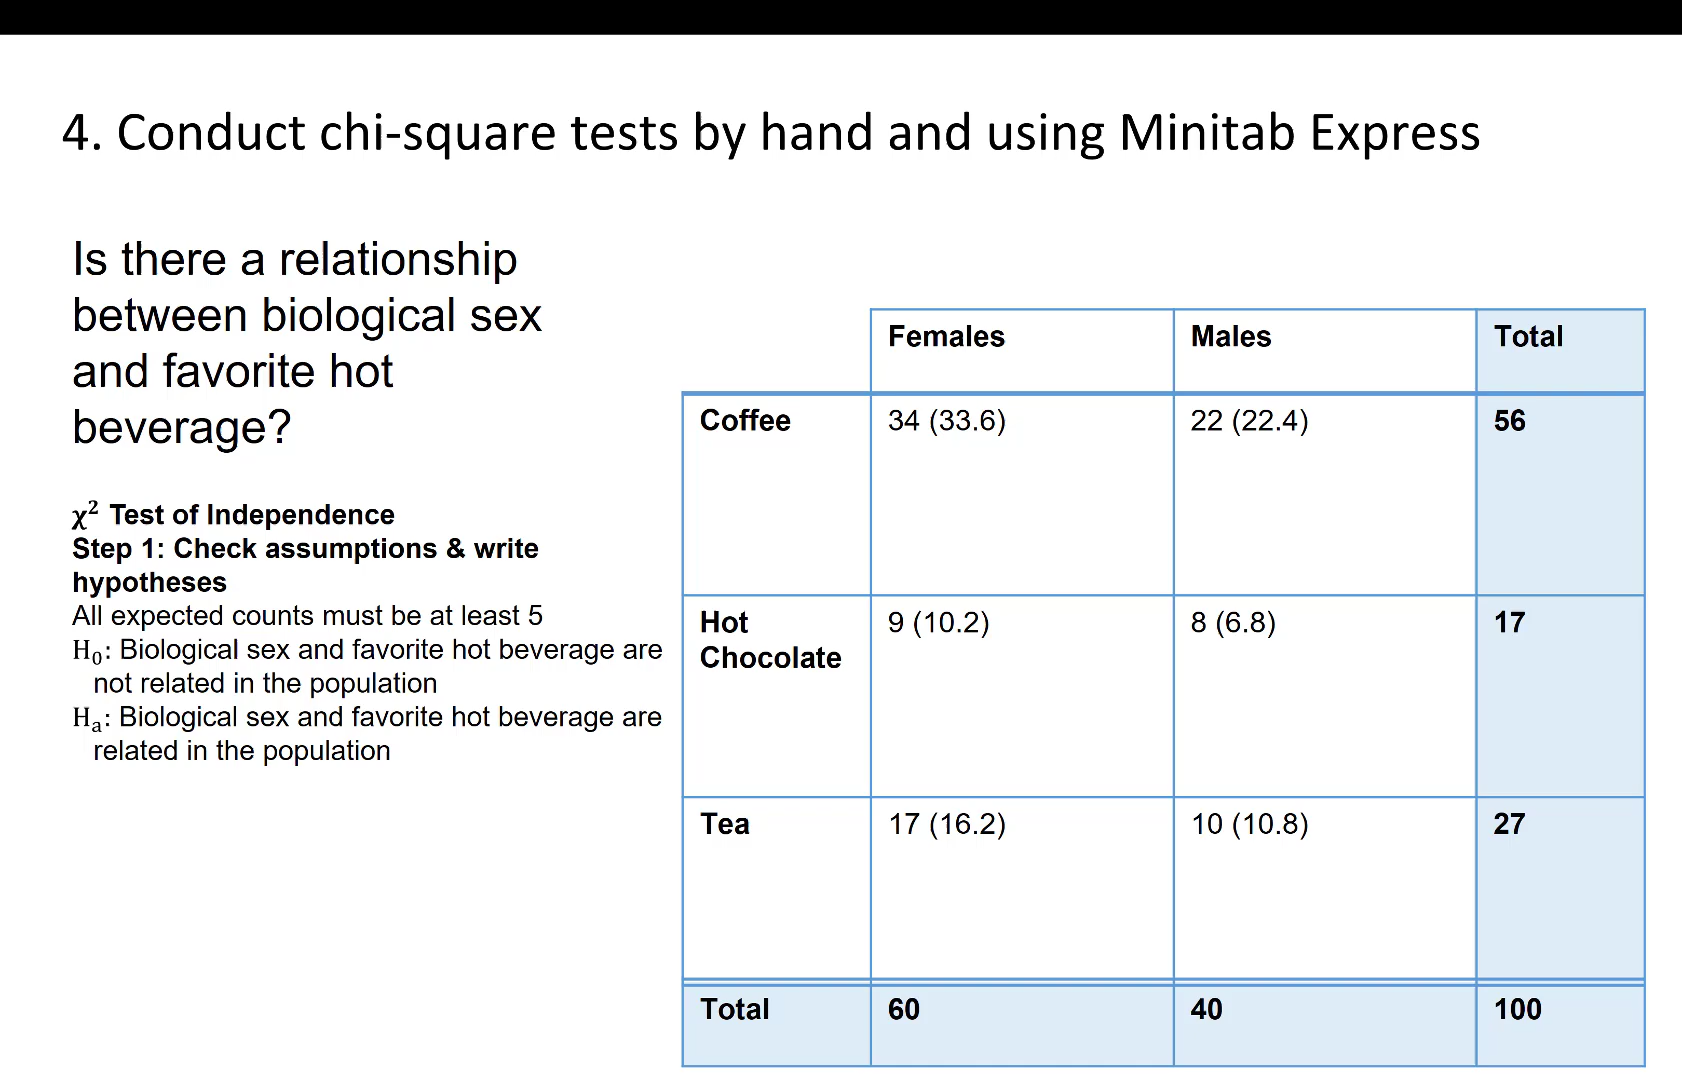 4. Conduct chi-square tests by hand and using Minitab Express
Is there a relationship
between biological sex
and favorite hot
beverage?
χ² Test of Independence
Step 1: Check assumptions & write
hypotheses
All expected counts must be at least 5
H₀: Biological sex and favorite hot beverage are
not related in the population
Hₐ: Biological sex and favorite hot beverage are
related in the population
Females Males Total
Coffee 34 (33.6) 22 (22.4) 56
Hot 9 (10.2) 8 (6.8) 17
Chocolate
Tea 17 (16.2) 10 (10.8) 27
Total 60 40 100